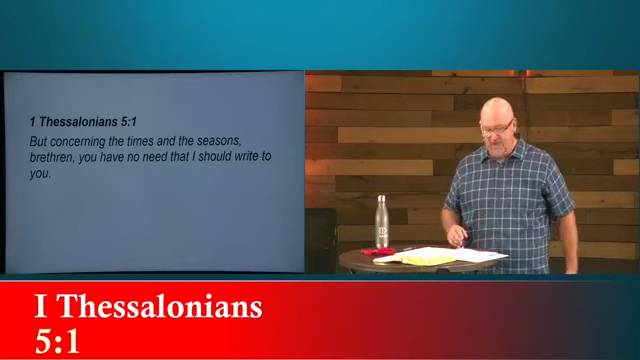 1 Thessalonians 5:1
But concerning the times and the seasons,
brethren, you have no need that I should write to
you.
I Thessalonians
5:1